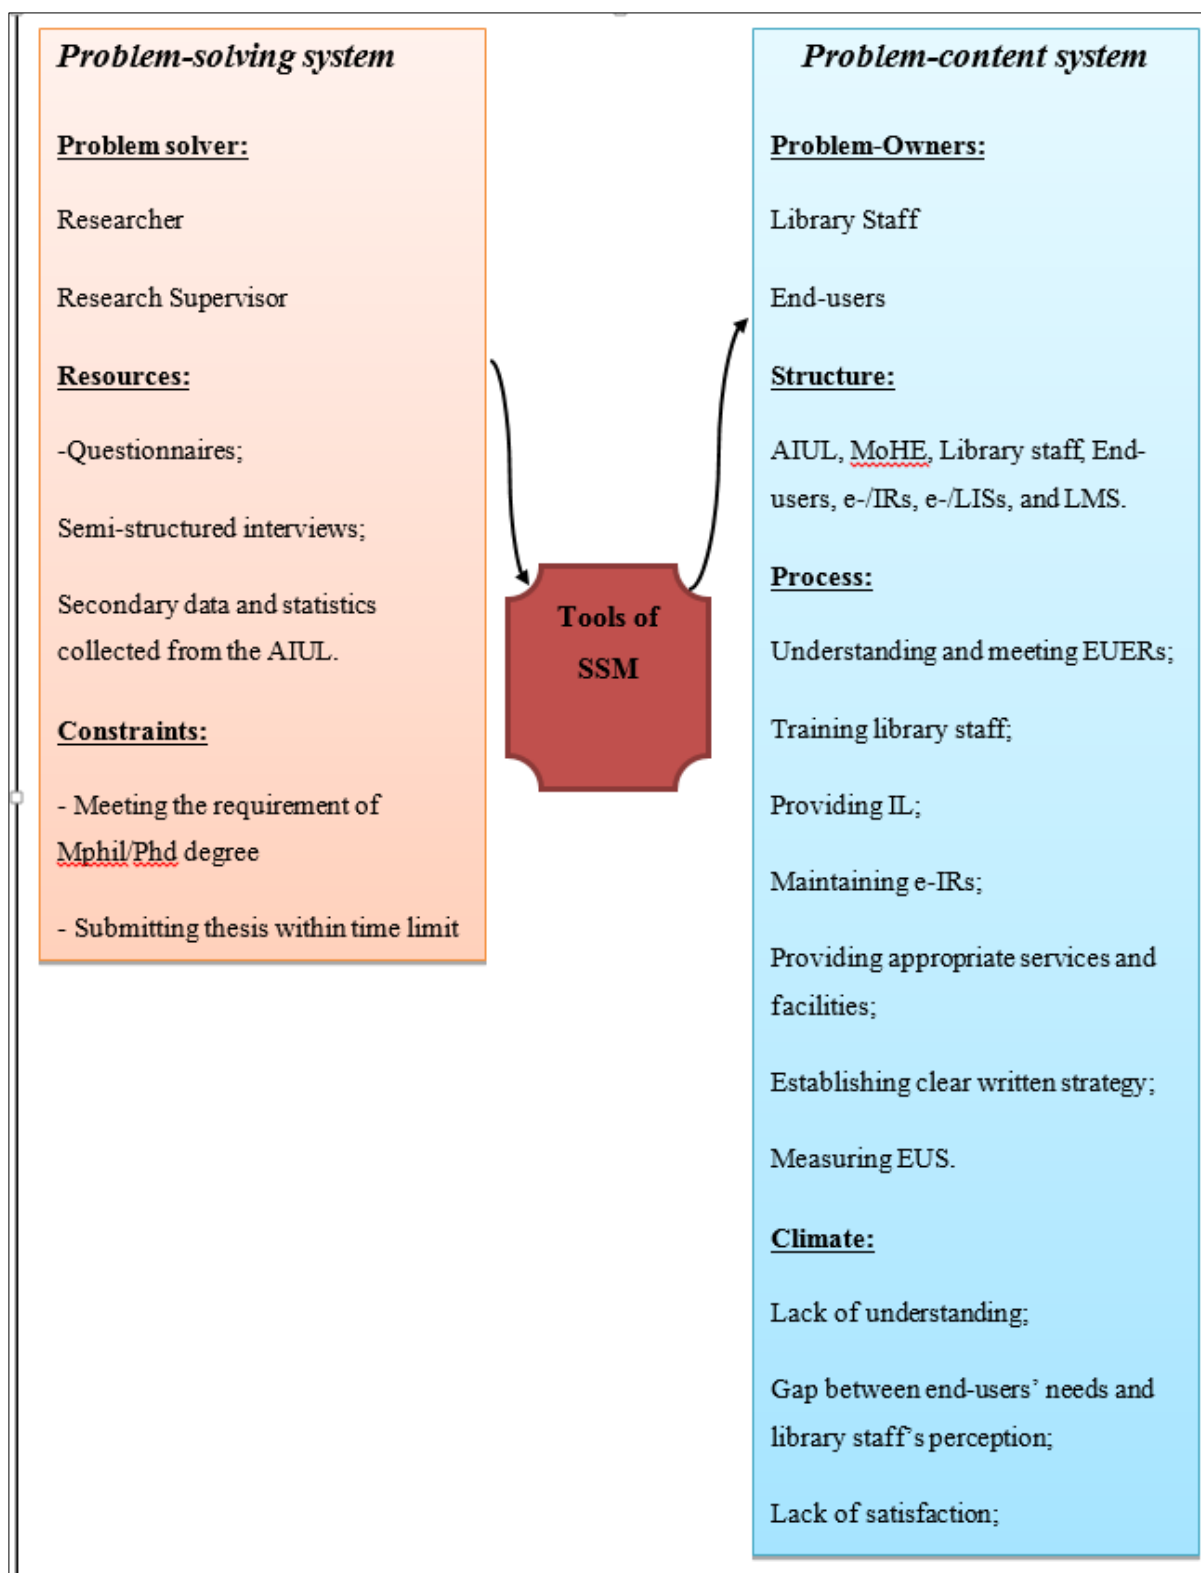 Problem-solving system
Problem solver:
Researcher
Research Supervisor
Resources:
-Questionnaires;
Semi-structured interviews;
Secondary data and statistics
collected from the AIUL.
Constraints:
- Meeting the requirement of
Mphil/Phd degree
- Submitting thesis within time limit
Tools of
SSM
Problem-content system
Problem-Owners:
Library Staff
End-users
Structure:
AIUL, MoHE, Library staff, End-
users, e-/IRs, e-/LISs, and LMS.
Process:
Understanding and meeting EUERs;
Training library staff;
Providing IL;
Maintaining e-IRs;
Providing appropriate services and
facilities;
Establishing clear written strategy;
Measuring EUS.
Climate:
Lack of understanding;
Gap between end-users’ needs and
library staff’s perception;
Lack of satisfaction;